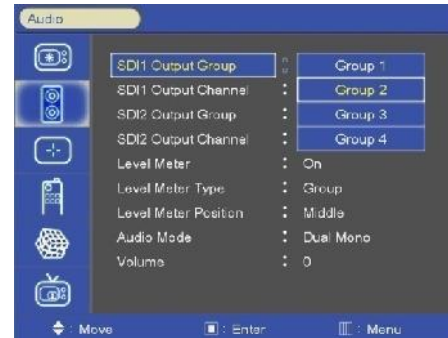 Audio
SDI1 Output Group : Group 1
SDI1 Output Channel : Group 2
SDI2 Output Group : Group 3
SDI2 Output Channel : Group 4
Level Meter : On
Level Meter Type : Group
Level Meter Position : Middle
Audio Mode : Dual Mono
Volume : 0
: Move : Enter : Menu